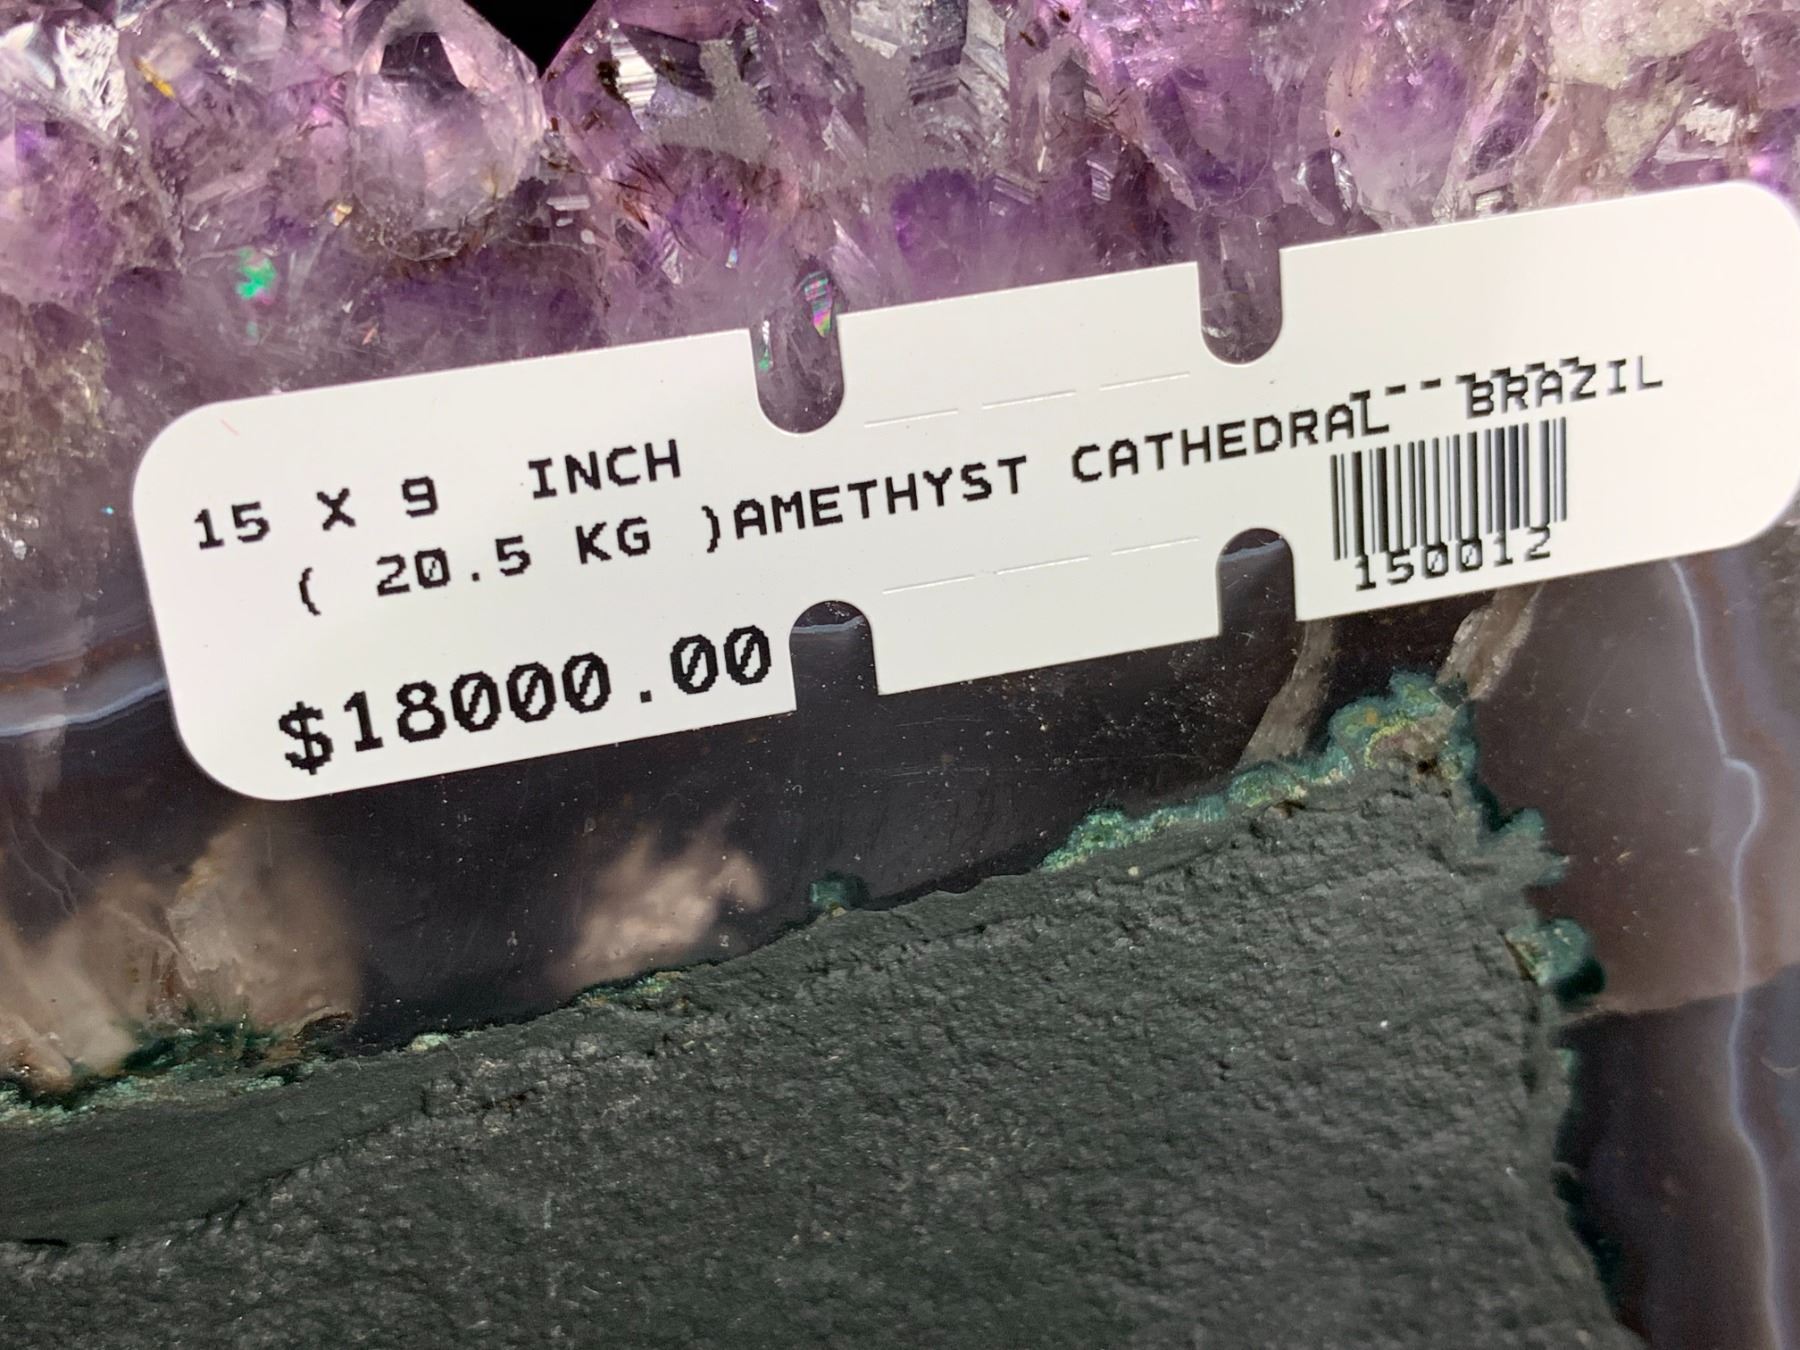 15 X 9 INCH
( 20.5 KG )AMETHYST CATHEDRAL--- BRAZIL
$18000.00
150012